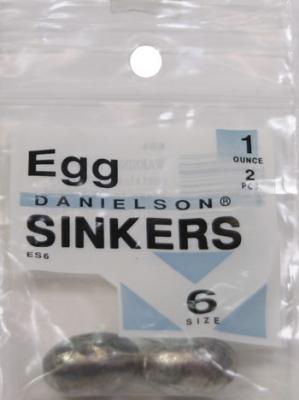 1
OUNCE
2
PCS
Egg
DANIELSON®
SINKERS
ES6
6
SIZE